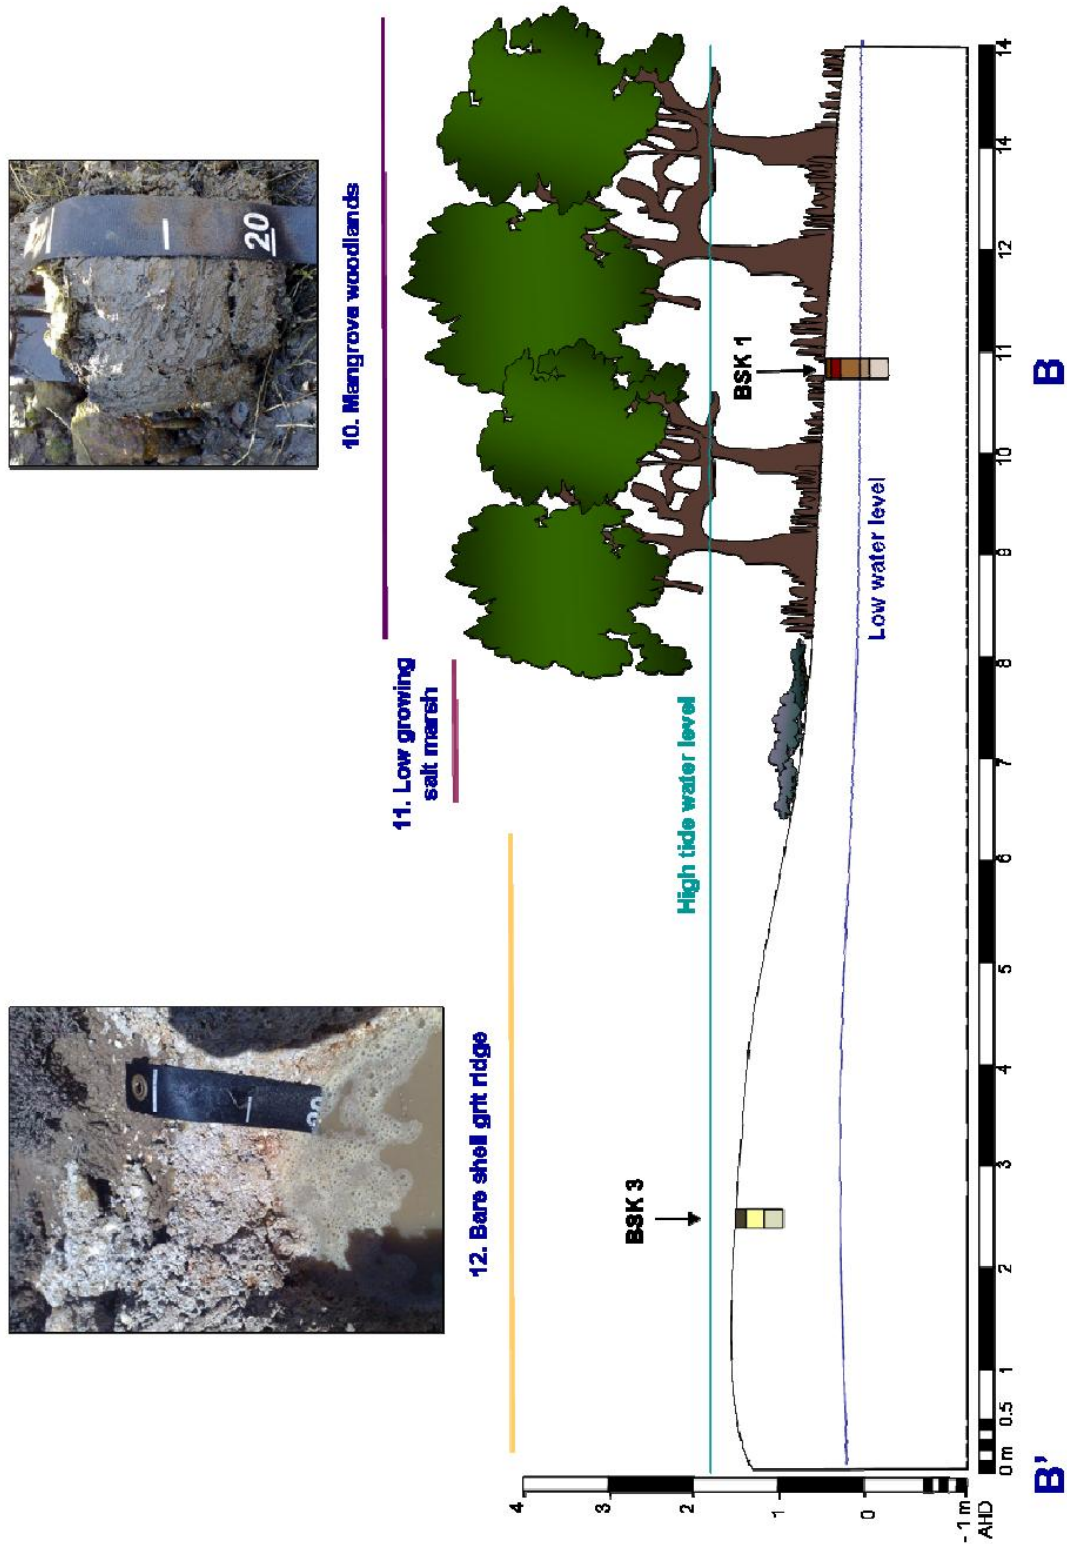 10. Mangrove woodlands
11. Low growing
salt marsh
12. Bare shell grit ridge
20
20
High tide water level
Low water level
BSK 3
BSK 1
4
3
2
1
0
- 1 m
AHD
0 m
0.5
1
2
3
4
5
6
7
8
9
10
11
12
14
14
B'
B